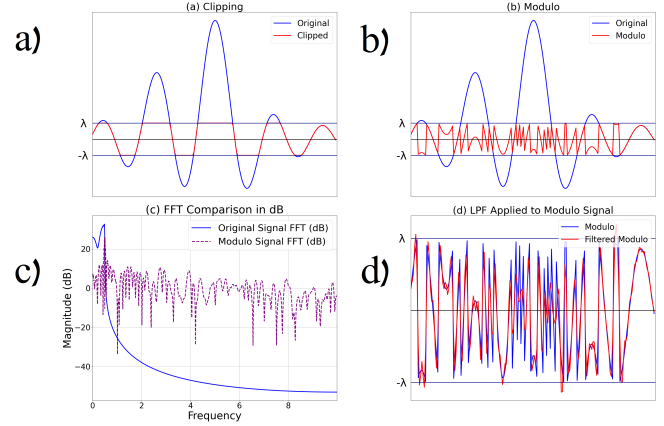 a)
(a) Clipping
Original
Clipped
λ
-λ
b)
(b) Modulo
Original
Modulo
λ
-λ
c)
(c) FFT Comparison in dB
Original Signal FFT (dB)
Modulo Signal FFT (dB)
Magnitude (dB)
20
0
−20
−40
0
2
4
6
8
Frequency
d)
(d) LPF Applied to Modulo Signal
Modulo
Filtered Modulo
λ
-λ